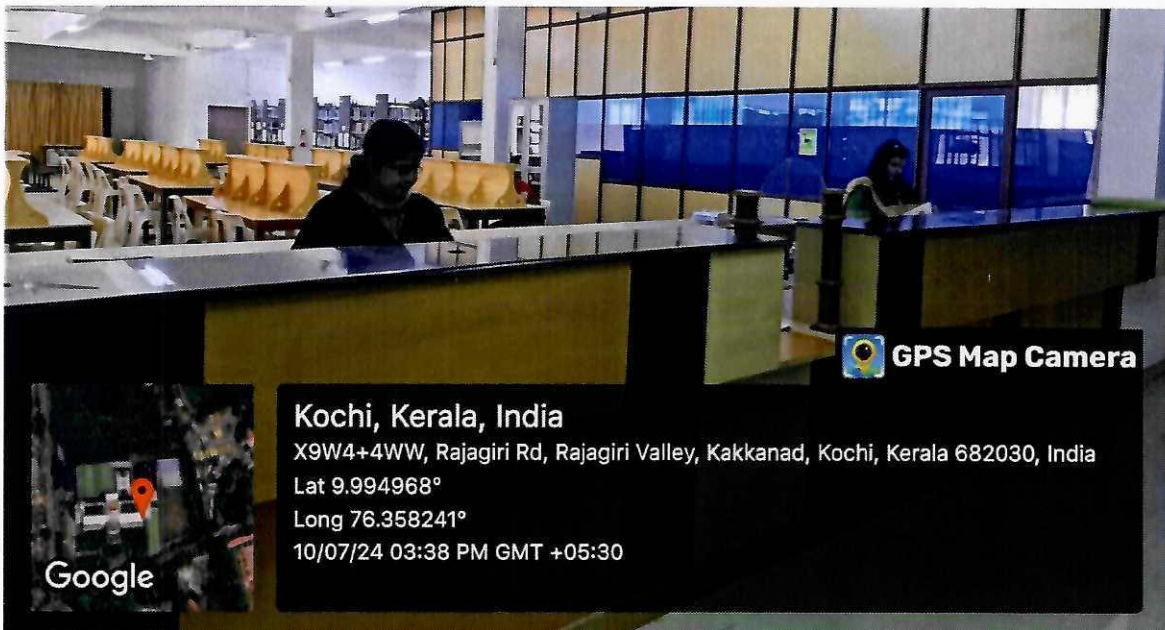 GPS Map Camera
Kochi, Kerala, India
X9W4+4WW, Rajagiri Rd, Rajagiri Valley, Kakkanad, Kochi, Kerala 682030, India
Lat 9.994968°
Long 76.358241°
10/07/24 03:38 PM GMT +05:30
Google